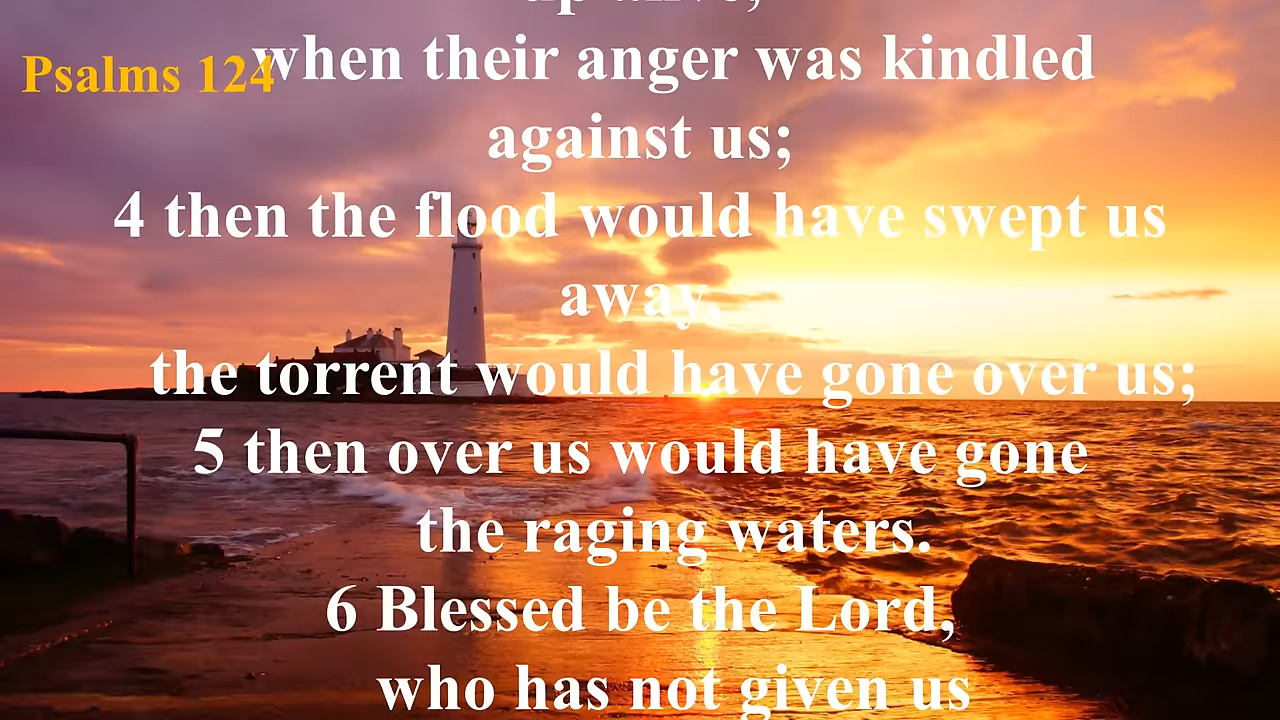 up alive;
Psalms 124
when their anger was kindled
against us;
4 then the flood would have swept us
away,
the torrent would have gone over us;
5 then over us would have gone
the raging waters.
6 Blessed be the Lord,
who has not given us